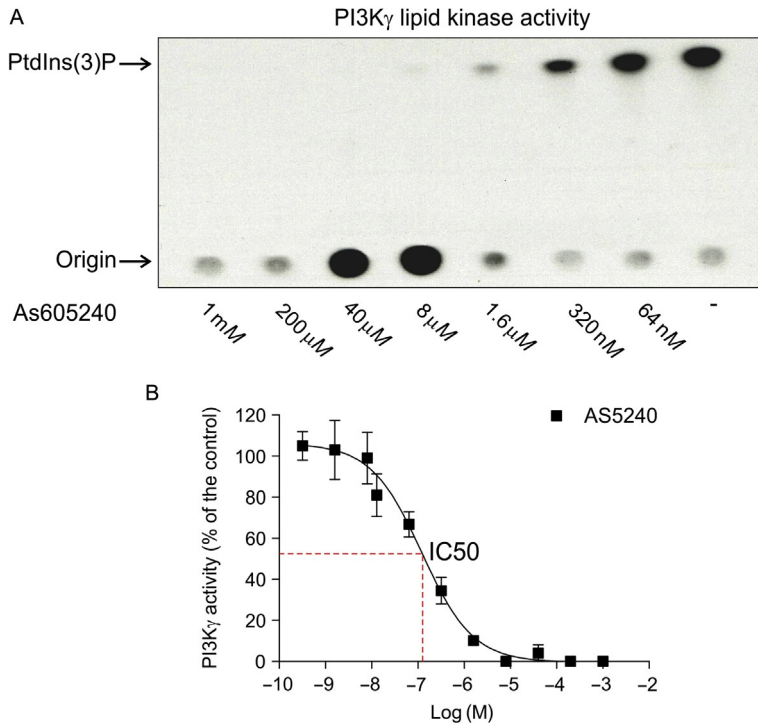 A
PI3Kγ lipid kinase activity
PtdIns(3)P
Origin
As605240
1mM
200μM
40μM
8μM
1.6μM
320nM
64nM
-
B
PI3Kγ activity (% of the control)
120
100
80
60
40
20
0
AS5240
IC50
–10 –9 –8 –7 –6 –5 –4 –3 –2
Log (M)